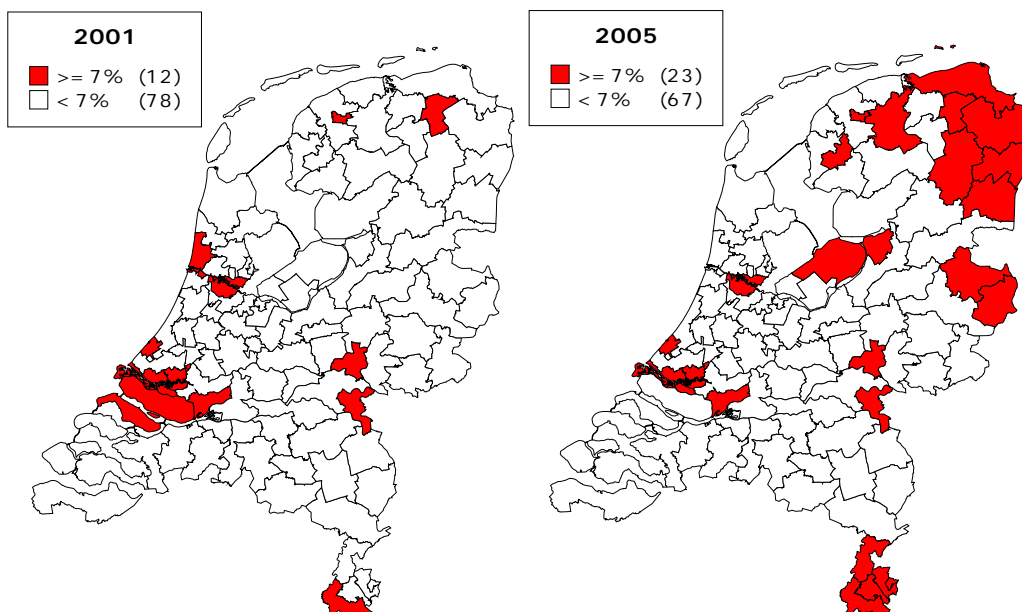 2001
>= 7% (12)
< 7% (78)
2005
>= 7% (23)
< 7% (67)